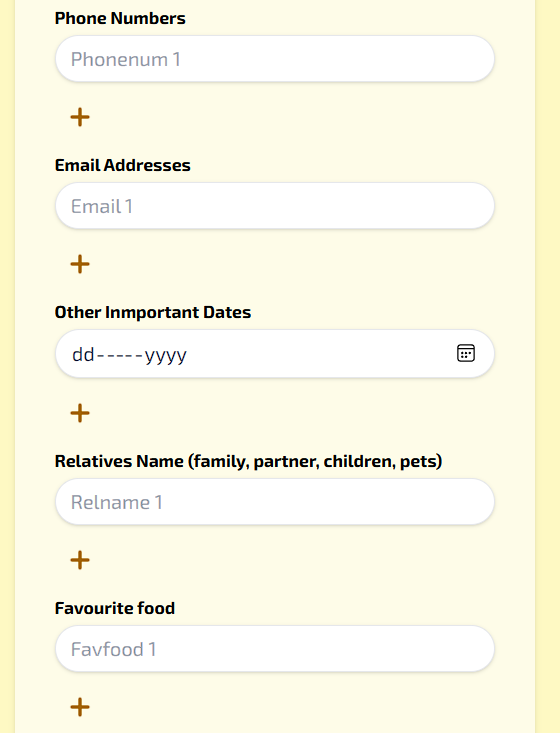 Phone Numbers
Phonenum 1
Email Addresses
Email 1
Other Inmportant Dates
dd-----yyyy
Relatives Name (family, partner, children, pets)
Relname 1
Favourite food
Favfood 1